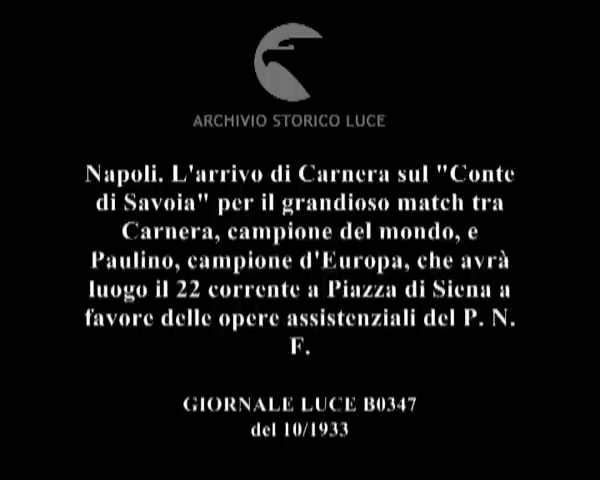 ARCHIVIO STORICO LUCE
Napoli. L'arrivo di Carnera sul "Conte
di Savoia" per il grandioso match tra
Carnera, campione del mondo, e
Paulino, campione d'Europa, che avrà
luogo il 22 corrente a Piazza di Siena a
favore delle opere assistenziali del P. N.
F.
GIORNALE LUCE B0347
del 10/1933